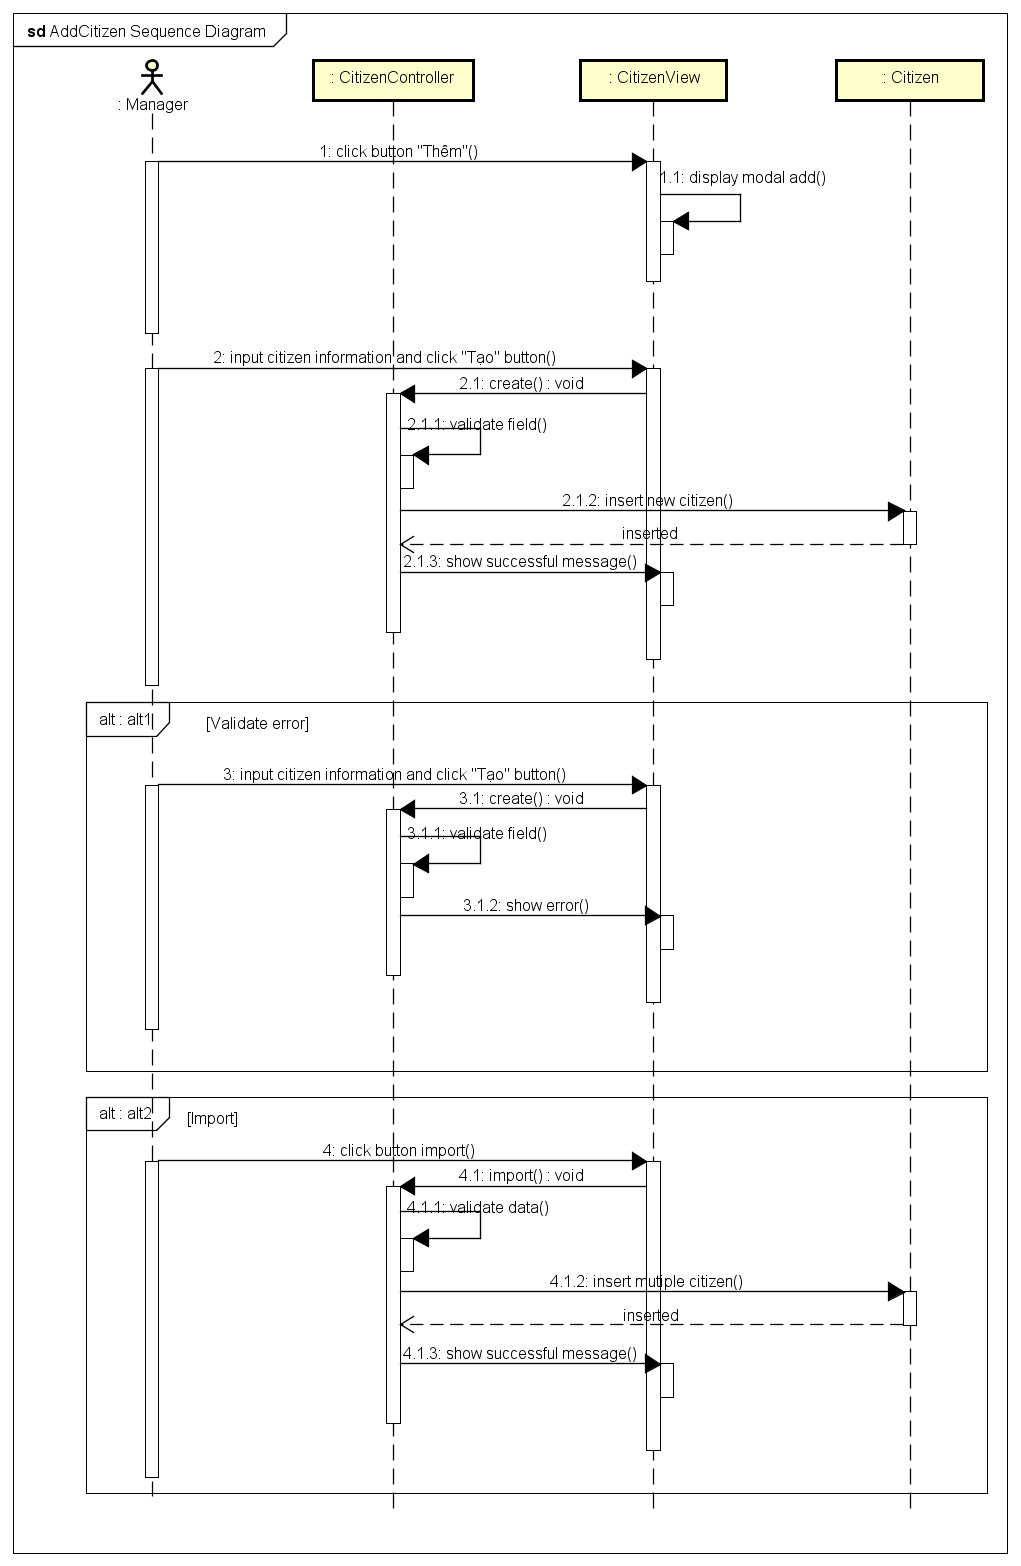 sd AddCitizen Sequence Diagram
: Manager
: CitizenController
: CitizenView
: Citizen
1: click button "Thêm"()
1.1: display modal add()
2: input citizen information and click "Tạo" button()
2.1: create() : void
2.1.1: validate field()
2.1.2: insert new citizen()
inserted
2.1.3: show successful message()
alt : alt1
[Validate error]
3: input citizen information and click "Tạo" button()
3.1: create() : void
3.1.1: validate field()
3.1.2: show error()
alt : alt2
[Import]
4: click button import()
4.1: import() : void
4.1.1: validate data()
4.1.2: insert mutiple citizen()
inserted
4.1.3: show successful message()